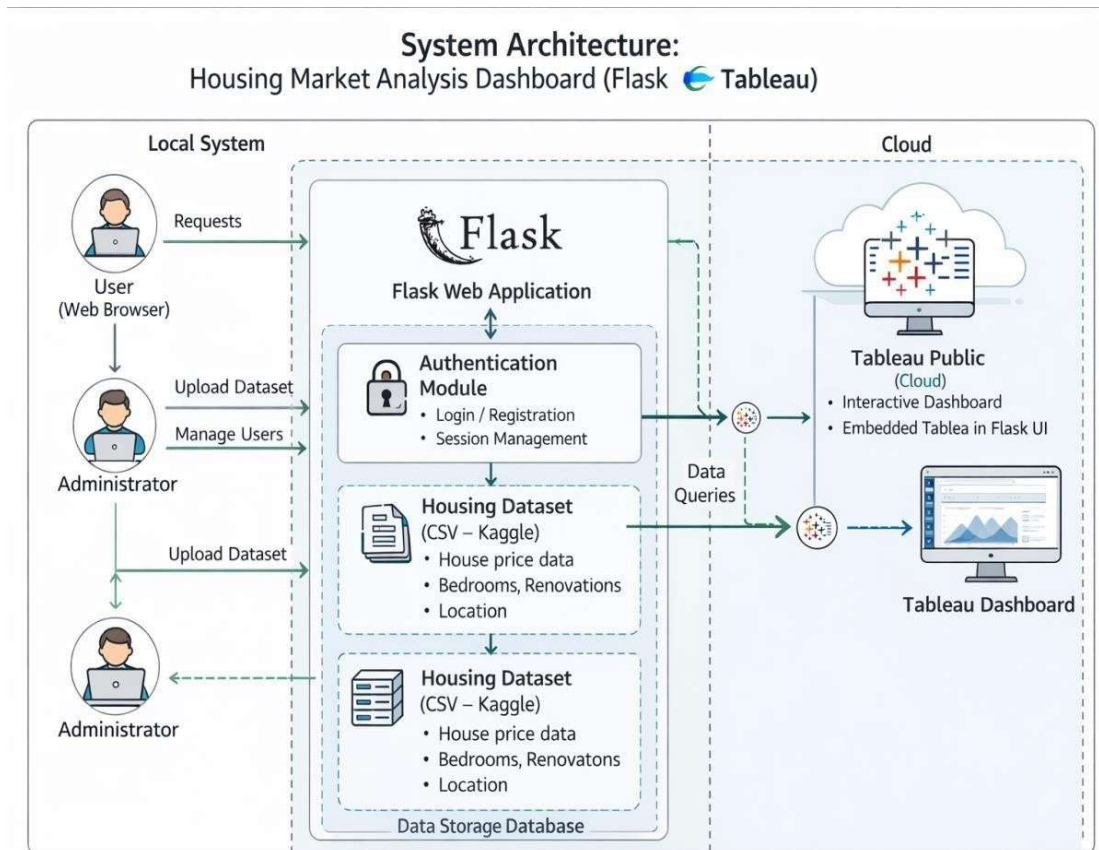 System Architecture:
Housing Market Analysis Dashboard (Flask Tableau)
Local System
Cloud
Requests
User
(Web Browser)
Upload Dataset
Manage Users
Administrator
Upload Dataset
Administrator
Flask
Flask Web Application
Authentication
Module
• Login / Registration
• Session Management
Housing Dataset
(CSV – Kaggle)
• House price data
• Bedrooms, Renovations
• Location
Housing Dataset
(CSV – Kaggle)
• House price data
• Bedrooms, Renovatons
• Location
Data Storage Database
Data
Queries
Tableau Public
(Cloud)
• Interactive Dashboard
• Embedded Tablea in Flask UI
Tableau Dashboard